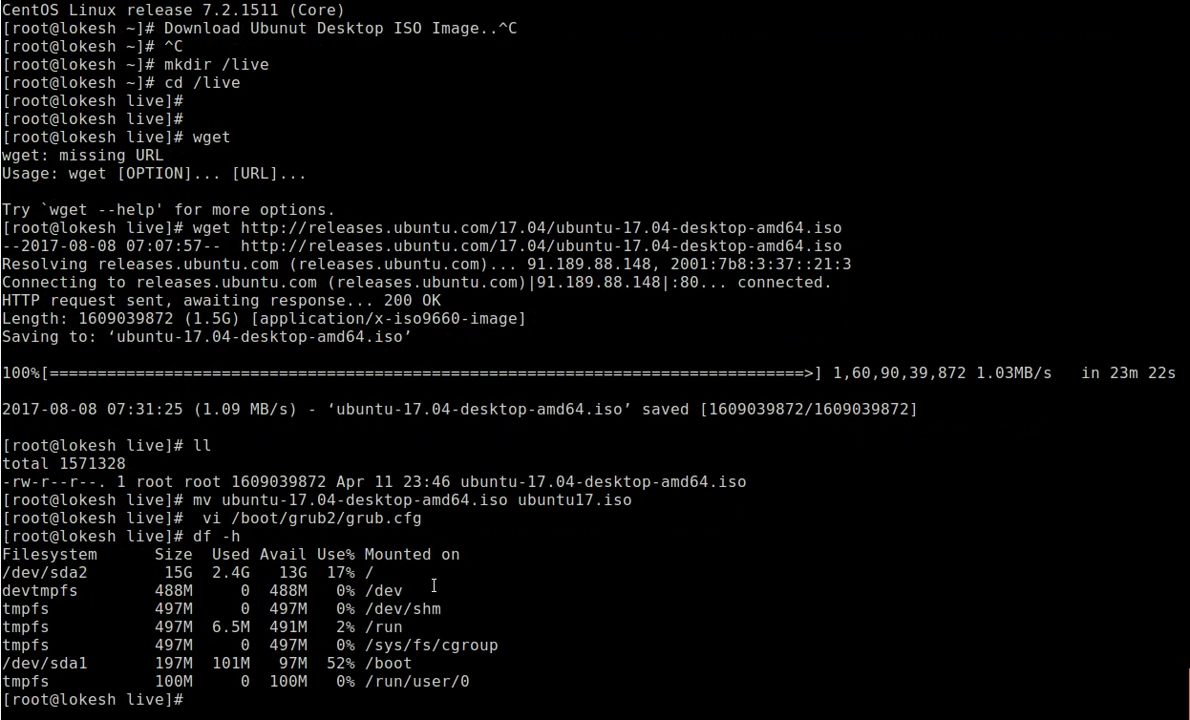 CentOS Linux release 7.2.1511 (Core)
[root@lokesh ~]# Download Ubunut Desktop ISO Image..^C
[root@lokesh ~]# ^C
[root@lokesh ~]# mkdir /live
[root@lokesh ~]# cd /live
[root@lokesh live]#
[root@lokesh live]#
[root@lokesh live]# wget
wget: missing URL
Usage: wget [OPTION]... [URL]...

Try `wget --help' for more options.
[root@lokesh live]# wget http://releases.ubuntu.com/17.04/ubuntu-17.04-desktop-amd64.iso
--2017-08-08 07:07:57--  http://releases.ubuntu.com/17.04/ubuntu-17.04-desktop-amd64.iso
Resolving releases.ubuntu.com (releases.ubuntu.com)... 91.189.88.148, 2001:7b8:3:37::21:3
Connecting to releases.ubuntu.com (releases.ubuntu.com)|91.189.88.148|:80... connected.
HTTP request sent, awaiting response... 200 OK
Length: 1609039872 (1.5G) [application/x-iso9660-image]
Saving to: ‘ubuntu-17.04-desktop-amd64.iso’

100%[===============================================================================>] 1,60,90,39,872 1.03MB/s   in 23m 22s

2017-08-08 07:31:25 (1.09 MB/s) - ‘ubuntu-17.04-desktop-amd64.iso’ saved [1609039872/1609039872]

[root@lokesh live]# ll
total 1571328
-rw-r--r--. 1 root root 1609039872 Apr 11 23:46 ubuntu-17.04-desktop-amd64.iso
[root@lokesh live]# mv ubuntu-17.04-desktop-amd64.iso ubuntu17.iso
[root@lokesh live]#  vi /boot/grub2/grub.cfg
[root@lokesh live]# df -h
Filesystem      Size  Used Avail Use% Mounted on
/dev/sda2        15G  2.4G   13G  17% /
devtmpfs        488M     0  488M   0% /dev
tmpfs           497M     0  497M   0% /dev/shm
tmpfs           497M  6.5M  491M   2% /run
tmpfs           497M     0  497M   0% /sys/fs/cgroup
/dev/sda1       197M  101M   97M  52% /boot
tmpfs           100M     0  100M   0% /run/user/0
[root@lokesh live]#